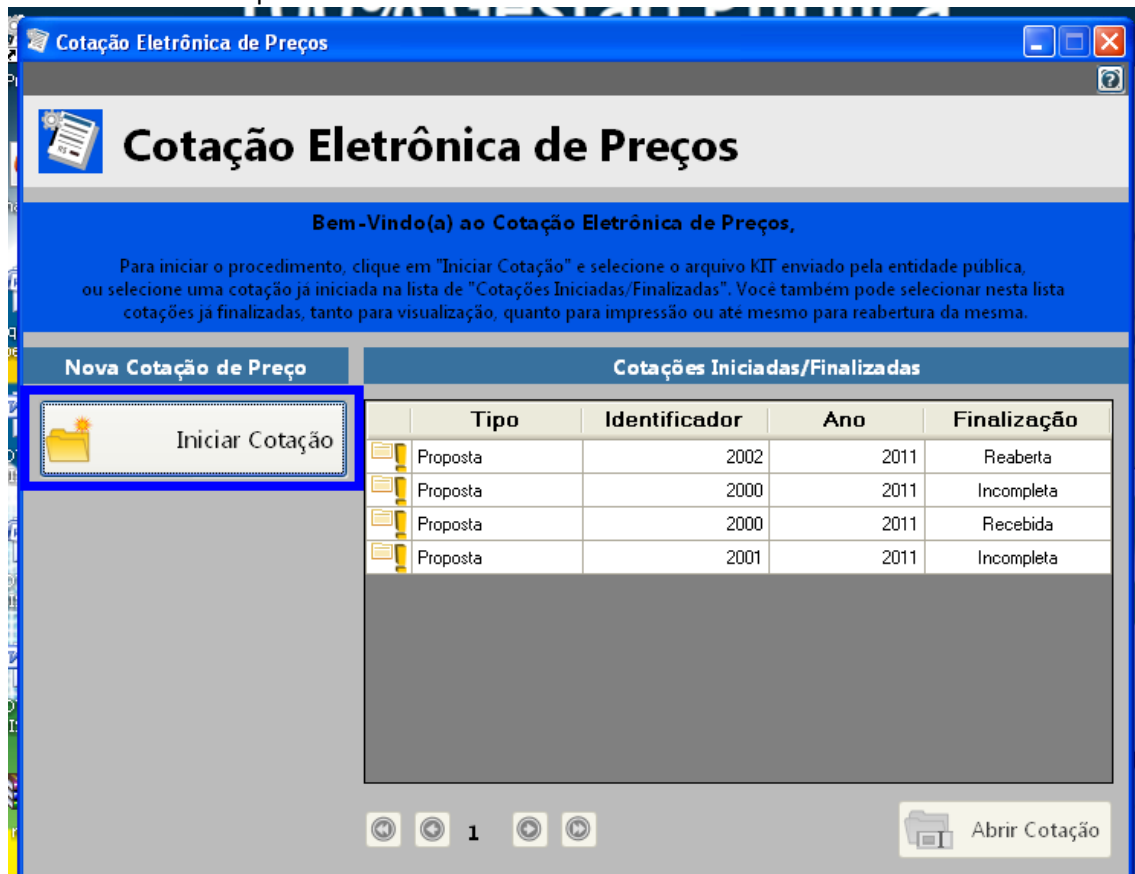 100% Gestão Pública
Cotação Eletrônica de Preços
Cotação Eletrônica de Preços
Bem-Vindo(a) ao Cotação Eletrônica de Preços,
Para iniciar o procedimento, clique em "Iniciar Cotação" e selecione o arquivo KIT enviado pela entidade pública,
ou selecione uma cotação já iniciada na lista de "Cotações Iniciadas/Finalizadas". Você também pode selecionar nesta lista
cotações já finalizadas, tanto para visualização, quanto para impressão ou até mesmo para reabertura da mesma.
Nova Cotação de Preço
Cotações Iniciadas/Finalizadas
Iniciar Cotação
Tipo Identificador Ano Finalização
Proposta 2002 2011 Reaberta
Proposta 2000 2011 Incompleta
Proposta 2000 2011 Recebida
Proposta 2001 2011 Incompleta
1
Abrir Cotação